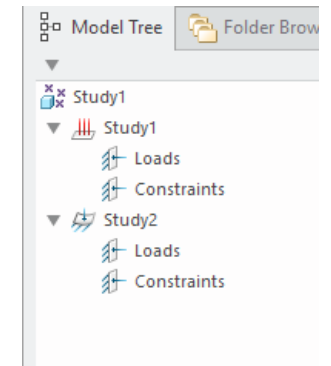 Model Tree Folder Brow
Study1
Study1
Loads
Constraints
Study2
Loads
Constraints